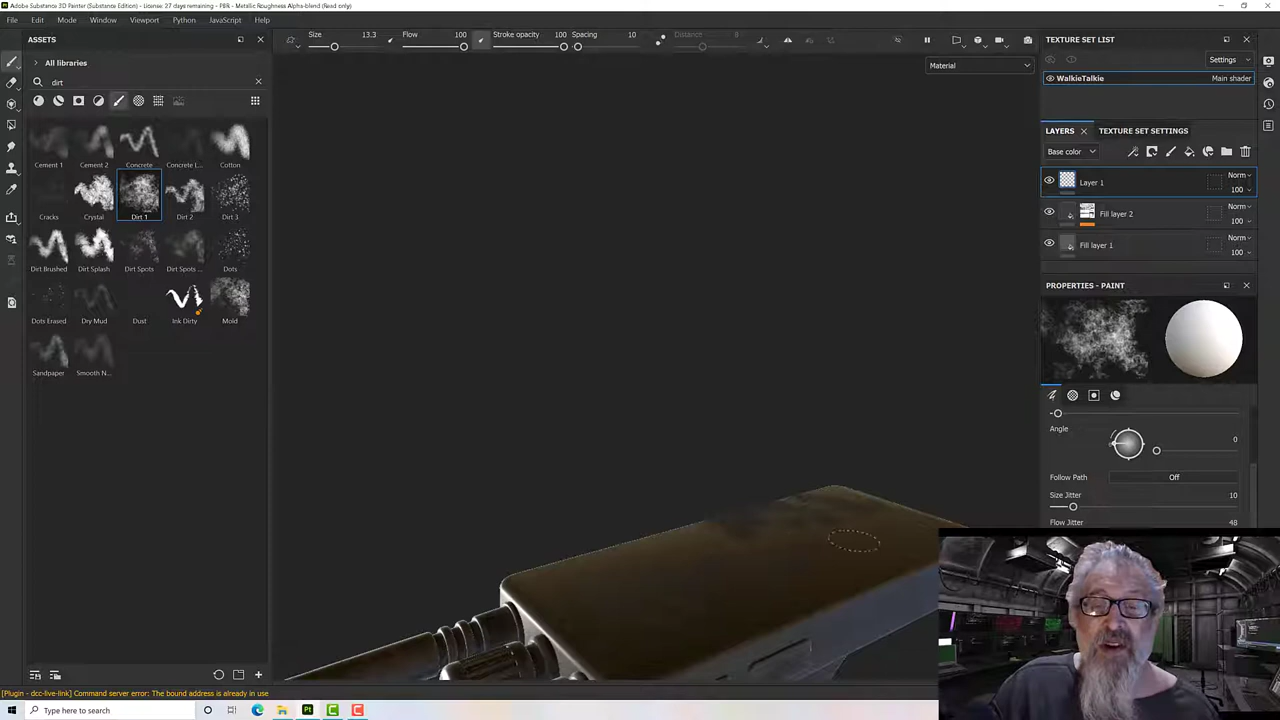 Adobe Substance 3D Painter (Substance Edition) - License: 27 days remaining - PBR - Metallic Roughness Alpha-blend (Read only)
File Edit Mode Window Viewport Python JavaScript Help
ASSETS
Size 13.3 Flow 100 Stroke opacity 100 Spacing 10 Distance 8
TEXTURE SET LIST
All libraries
Material
Settings
dirt
WalkieTalkie Main shader
LAYERS TEXTURE SET SETTINGS
Base color
Cement 1 Cement 2 Concrete Concrete L... Cotton
Layer 1 Norm 100
Cracks Crystal Dirt 1 Dirt 2 Dirt 3
Fill layer 2 Norm 100
Fill layer 1 Norm 100
Dirt Brushed Dirt Splash Dirt Spots Dirt Spots ... Dots
PROPERTIES - PAINT
Dots Erased Dry Mud Dust Ink Dirty Mold
Sandpaper Smooth N...
Angle 0
Follow Path Off
Size Jitter 10
Flow Jitter 48
[Plugin - dcc-live-link] Command server error: The bound address is already in use
Type here to search